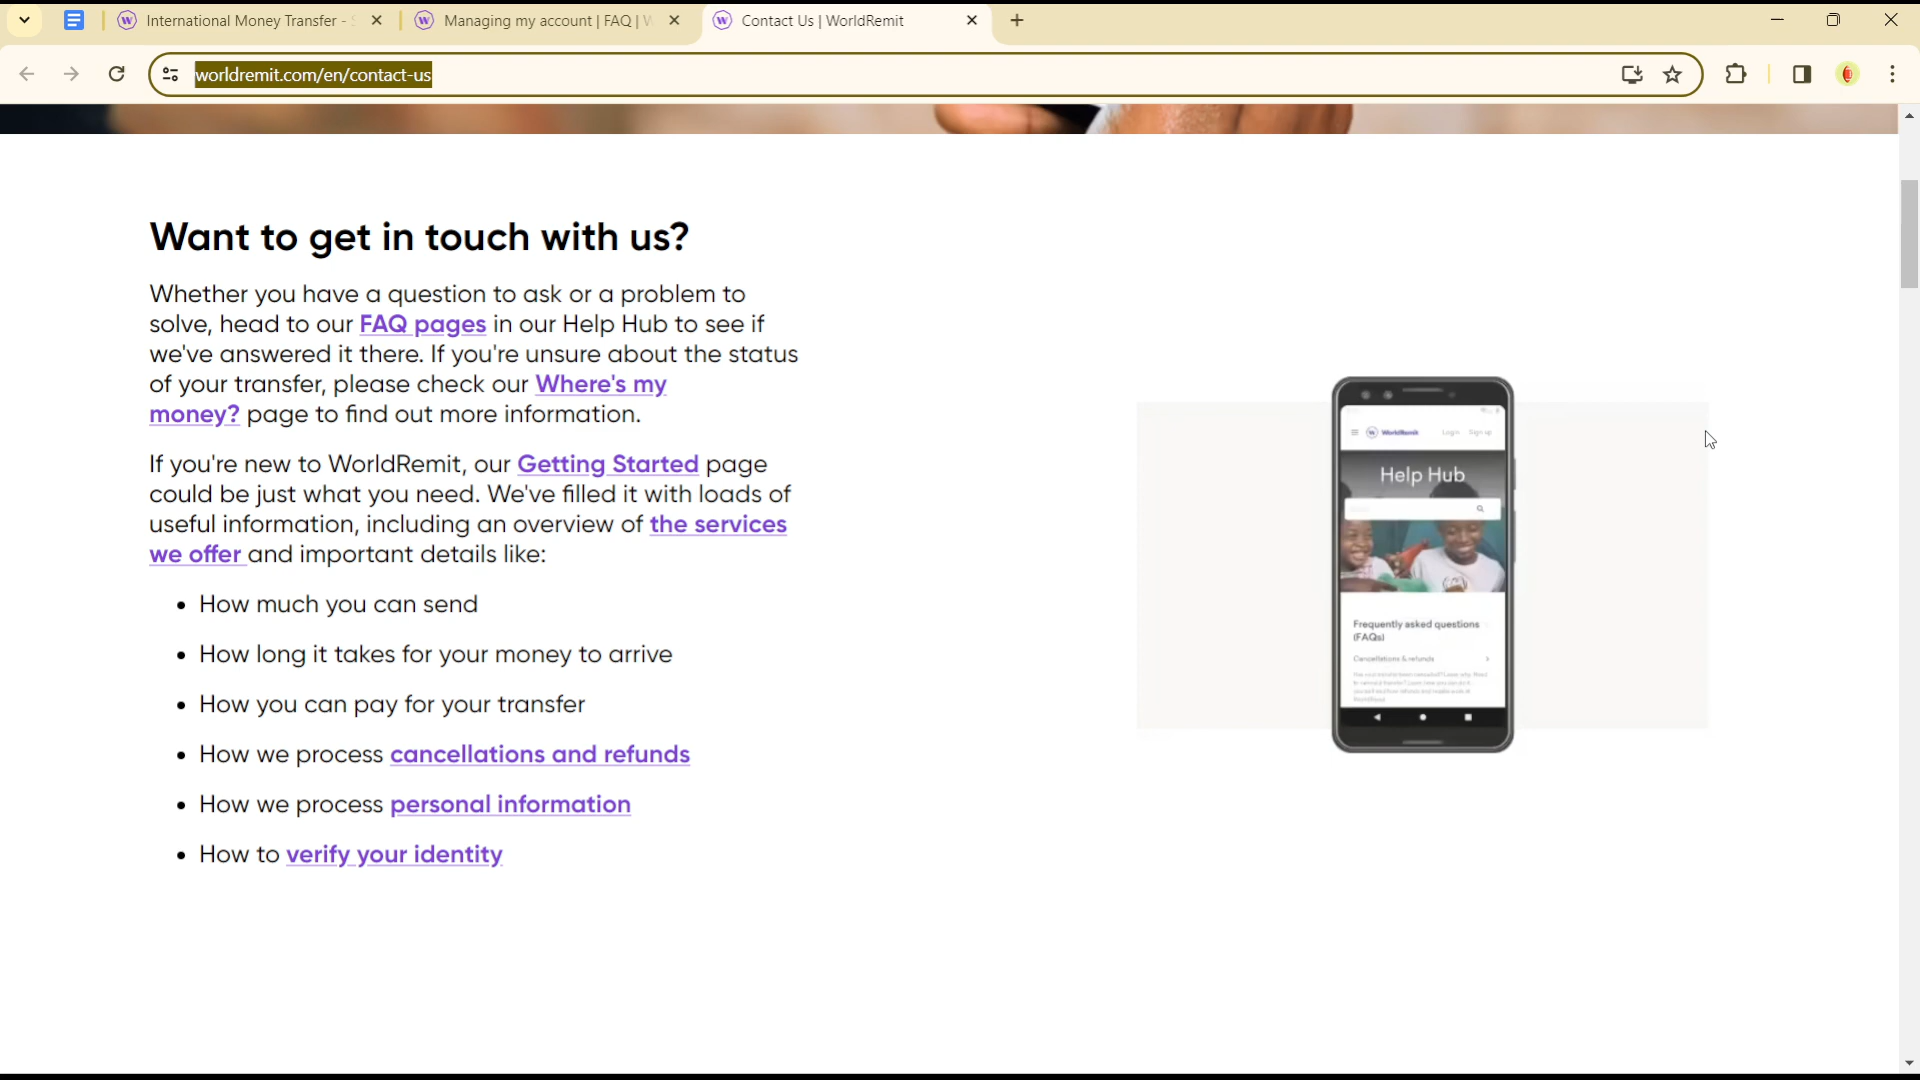 International Money Transfer -
Managing my account | FAQ | W
Contact Us | WorldRemit
worldremit.com/en/contact-us
Want to get in touch with us?
Whether you have a question to ask or a problem to
solve, head to our FAQ pages in our Help Hub to see if
we've answered it there. If you're unsure about the status
of your transfer, please check our Where's my
money? page to find out more information.
If you're new to WorldRemit, our Getting Started page
could be just what you need. We've filled it with loads of
useful information, including an overview of the services
we offer and important details like:
• How much you can send
• How long it takes for your money to arrive
• How you can pay for your transfer
• How we process cancellations and refunds
• How we process personal information
• How to verify your identity
WorldRemit Login Sign up
Help Hub
Frequently asked questions
(FAQs)
Cancellations & refunds